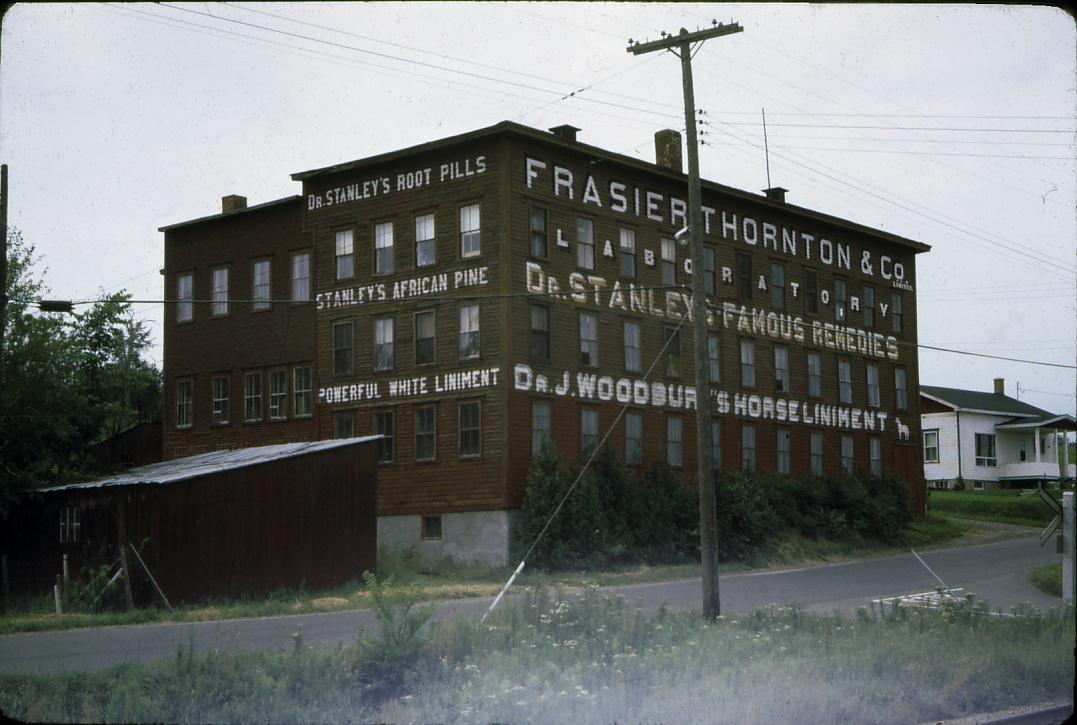 DR. STANLEY'S ROOT PILLS
STANLEY'S AFRICAN PINE
POWERFUL WHITE LINIMENT
FRASIER THORNTON & CO.
LIMITED
LABORATORY
DR. STANLEY'S FAMOUS REMEDIES
DR. J. WOODBURY'S HORSE LINIMENT